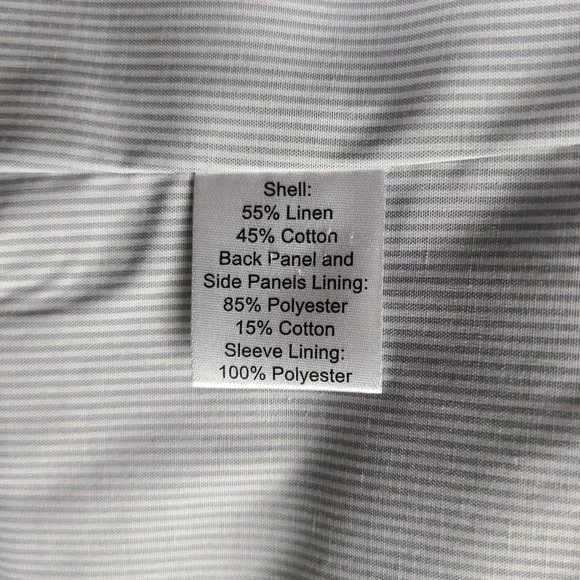 Shell:
55% Linen
45% Cotton
Back Panel and
Side Panels Lining:
85% Polyester
15% Cotton
Sleeve Lining:
100% Polyester